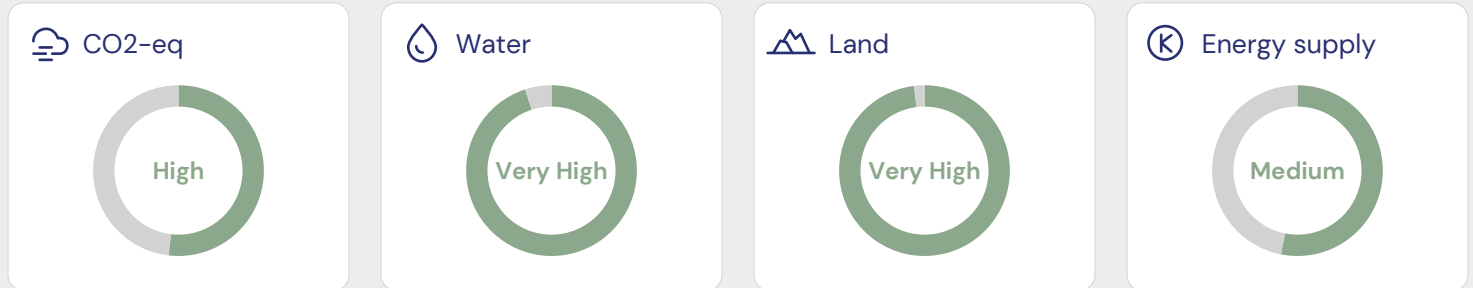 CO2-eq
High
Water
Very High
Land
Very High
Energy supply
Medium